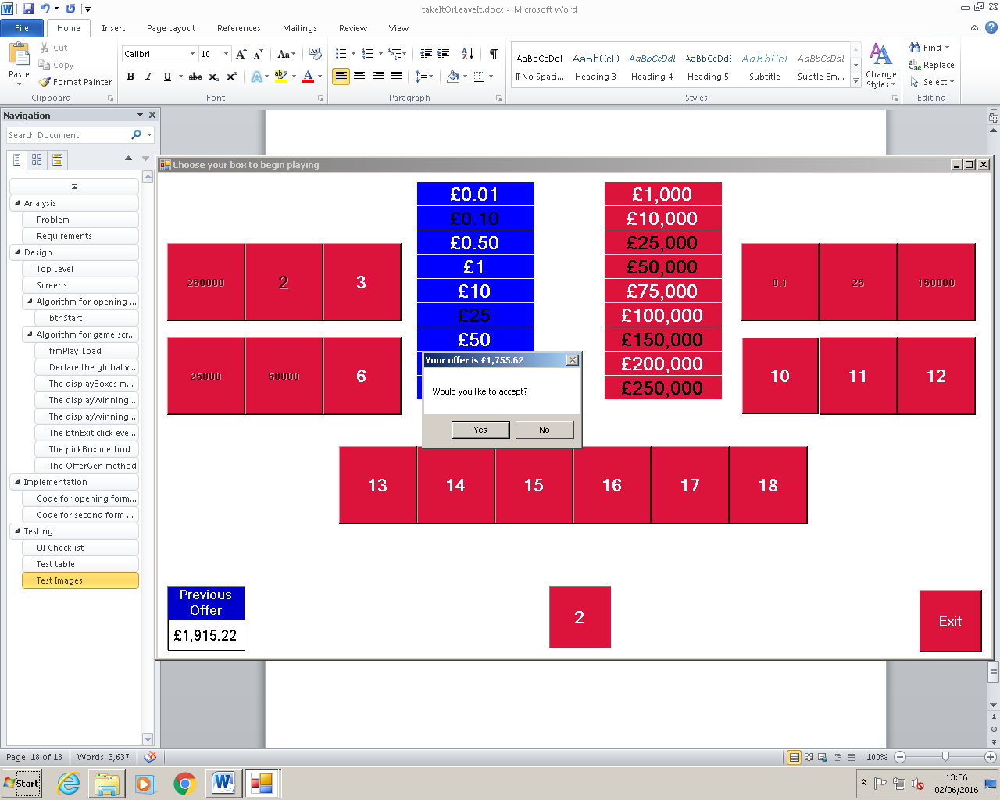 takeItOrLeaveIt.docx - Microsoft Word
File Home Insert Page Layout References Mailings Review View
Paste
Cut
Copy
Format Painter
Clipboard
Calibri 10
Font
Paragraph
AaBbCcDdE AaBbCcD AaBbCcDdI AaBbCcDdE AaBbCcI AaBbCcDdI
¶ No Spaci... Heading 3 Heading 4 Heading 5 Subtitle Subtle Em...
Change
Styles
Styles
Find
Replace
Select
Editing
Navigation
Search Document
Analysis
Problem
Requirements
Design
Top Level
Screens
Algorithm for opening ...
btnStart
Algorithm for game scr...
frmPlay_Load
Declare the global v...
The displayBoxes m...
The displayWinning...
The displayWinning...
The btnExit click eve...
The pickBox method
The OfferGen method
Implementation
Code for opening form...
Code for second form ...
Testing
UI Checklist
Test table
Test Images
Choose your box to begin playing
£0.01
£0.10
£0.50
£1
£10
£25
£50
£1,000
£10,000
£25,000
£50,000
£75,000
£100,000
£150,000
£200,000
£250,000
250000 2 3
25000 50000 6
0.1 25 150000
10 11 12
Your offer is £1,755.62
Would you like to accept?
Yes No
13 14 15 16 17 18
Previous
Offer
£1,915.22
2
Exit
Page: 18 of 18 Words: 3,637
100%
Start
13:06
02/06/2016